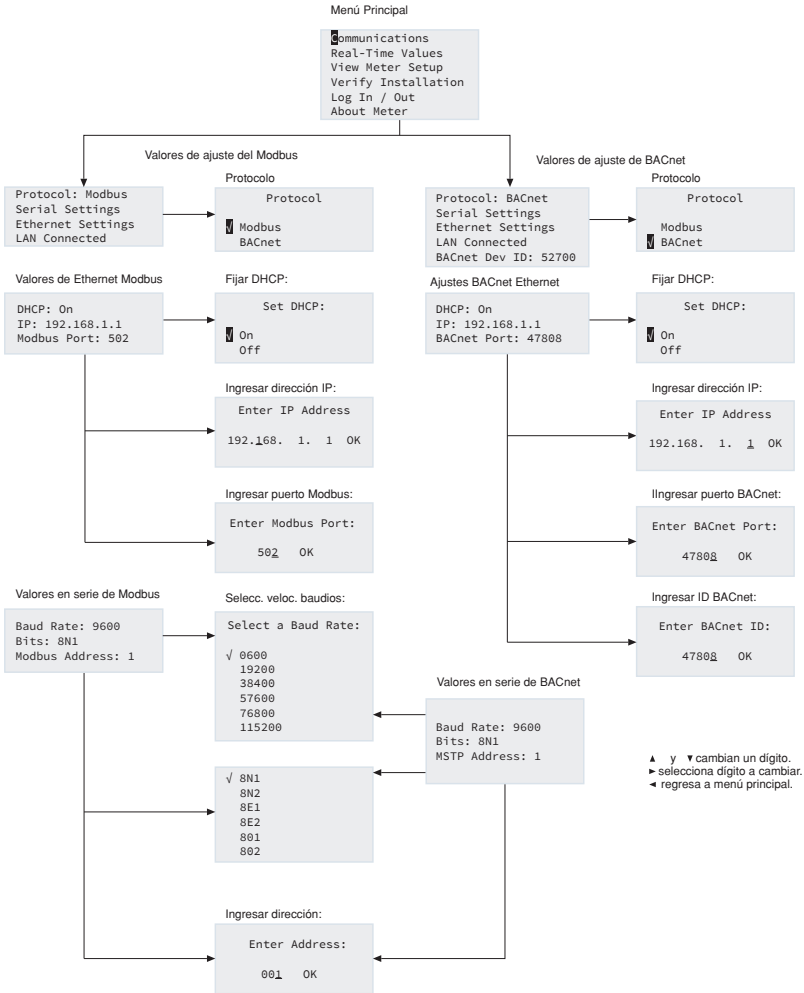 Menú Principal
Communications
Real-Time Values
View Meter Setup
Verify Installation
Log In / Out
About Meter
Valores de ajuste del Modbus
Protocolo
Protocol: Modbus
Serial Settings
Ethernet Settings
LAN Connected
Protocol
√ Modbus
BACnet
Valores de ajuste de BACnet
Protocolo
Protocol: BACnet
Serial Settings
Ethernet Settings
LAN Connected
BACnet Dev ID: 52700
Protocol
Modbus
√ BACnet
Valores de Ethernet Modbus
DHCP: On
IP: 192.168.1.1
Modbus Port: 502
Fijar DHCP:
Set DHCP:
√ On
Off
Ingresar dirección IP:
Enter IP Address
192.168. 1. 1 OK
Ingresar puerto Modbus:
Enter Modbus Port:
502 OK
Ajustes BACnet Ethernet
DHCP: On
IP: 192.168.1.1
BACnet Port: 47808
Fijar DHCP:
Set DHCP:
√ On
Off
Ingresar dirección IP:
Enter IP Address
192.168. 1. 1 OK
IIngresar puerto BACnet:
Enter BACnet Port:
47808 OK
Ingresar ID BACnet:
Enter BACnet ID:
47808 OK
Valores en serie de Modbus
Baud Rate: 9600
Bits: 8N1
Modbus Address: 1
Selecc. veloc. baudios:
Select a Baud Rate:
√ 0600
19200
38400
57600
76800
115200
Valores en serie de BACnet
Baud Rate: 9600
Bits: 8N1
MSTP Address: 1
√ 8N1
8N2
8E1
8E2
801
802
▲ y ▼ cambian un dígito.
► selecciona dígito a cambiar.
◄ regresa a menú principal.
Ingresar dirección:
Enter Address:
001 OK